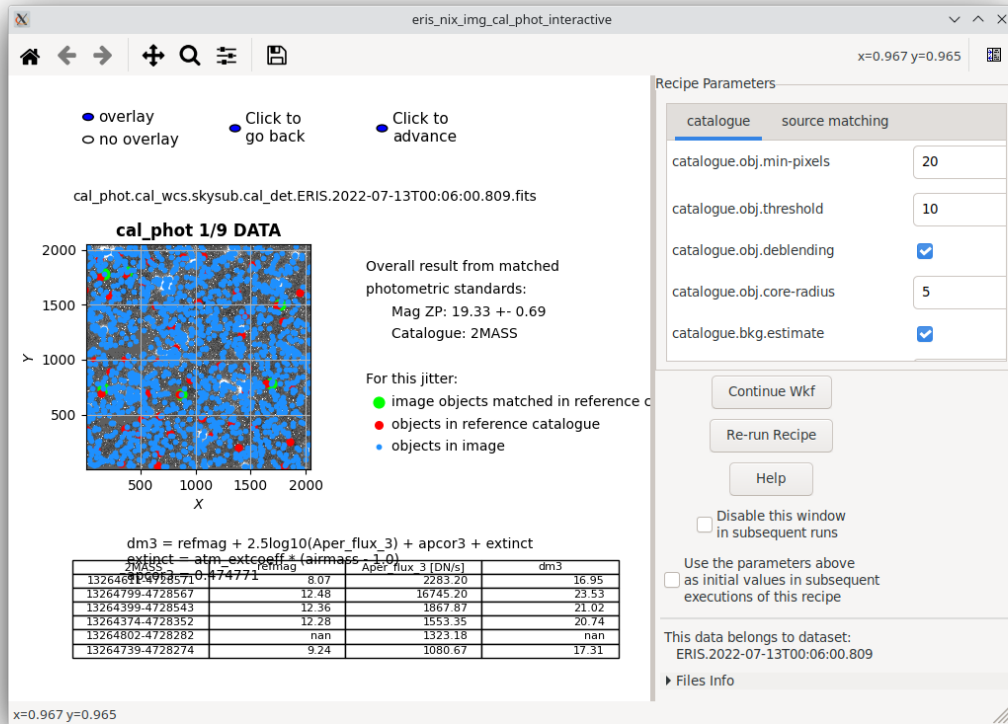 eris_nix_img_cal_phot_interactive
x=0.967 y=0.965
overlay
no overlay
Click to
go back
Click to
advance
cal_phot.cal_wcs.skysub.cal_det.ERIS.2022-07-13T00:06:00.809.fits
cal_phot 1/9 DATA
2000
1500
1000
500
Y
500 1000 1500 2000
X
Overall result from matched
photometric standards:
Mag ZP: 19.33 +- 0.69
Catalogue: 2MASS
For this jitter:
image objects matched in reference c
objects in reference catalogue
objects in image
dm3 = refmag + 2.5log10(Aper_flux_3) + apcor3 + extinct
extinct = atm_extcoeff * (airmass - 1.0)
apcor3 = 0.474771
2MASS refmag Aper_flux_3 [DN/s] dm3
13264621-4728571 8.07 2283.20 16.95
13264799-4728567 12.48 16745.20 23.53
13264399-4728543 12.36 1867.87 21.02
13264374-4728352 12.28 1553.35 20.74
13264802-4728282 nan 1323.18 nan
13264739-4728274 9.24 1080.67 17.31
Recipe Parameters
catalogue source matching
catalogue.obj.min-pixels 20
catalogue.obj.threshold 10
catalogue.obj.deblending
catalogue.obj.core-radius 5
catalogue.bkg.estimate
Continue Wkf
Re-run Recipe
Help
Disable this window
in subsequent runs
Use the parameters above
as initial values in subsequent
executions of this recipe
This data belongs to dataset:
ERIS.2022-07-13T00:06:00.809
Files Info
x=0.967 y=0.965